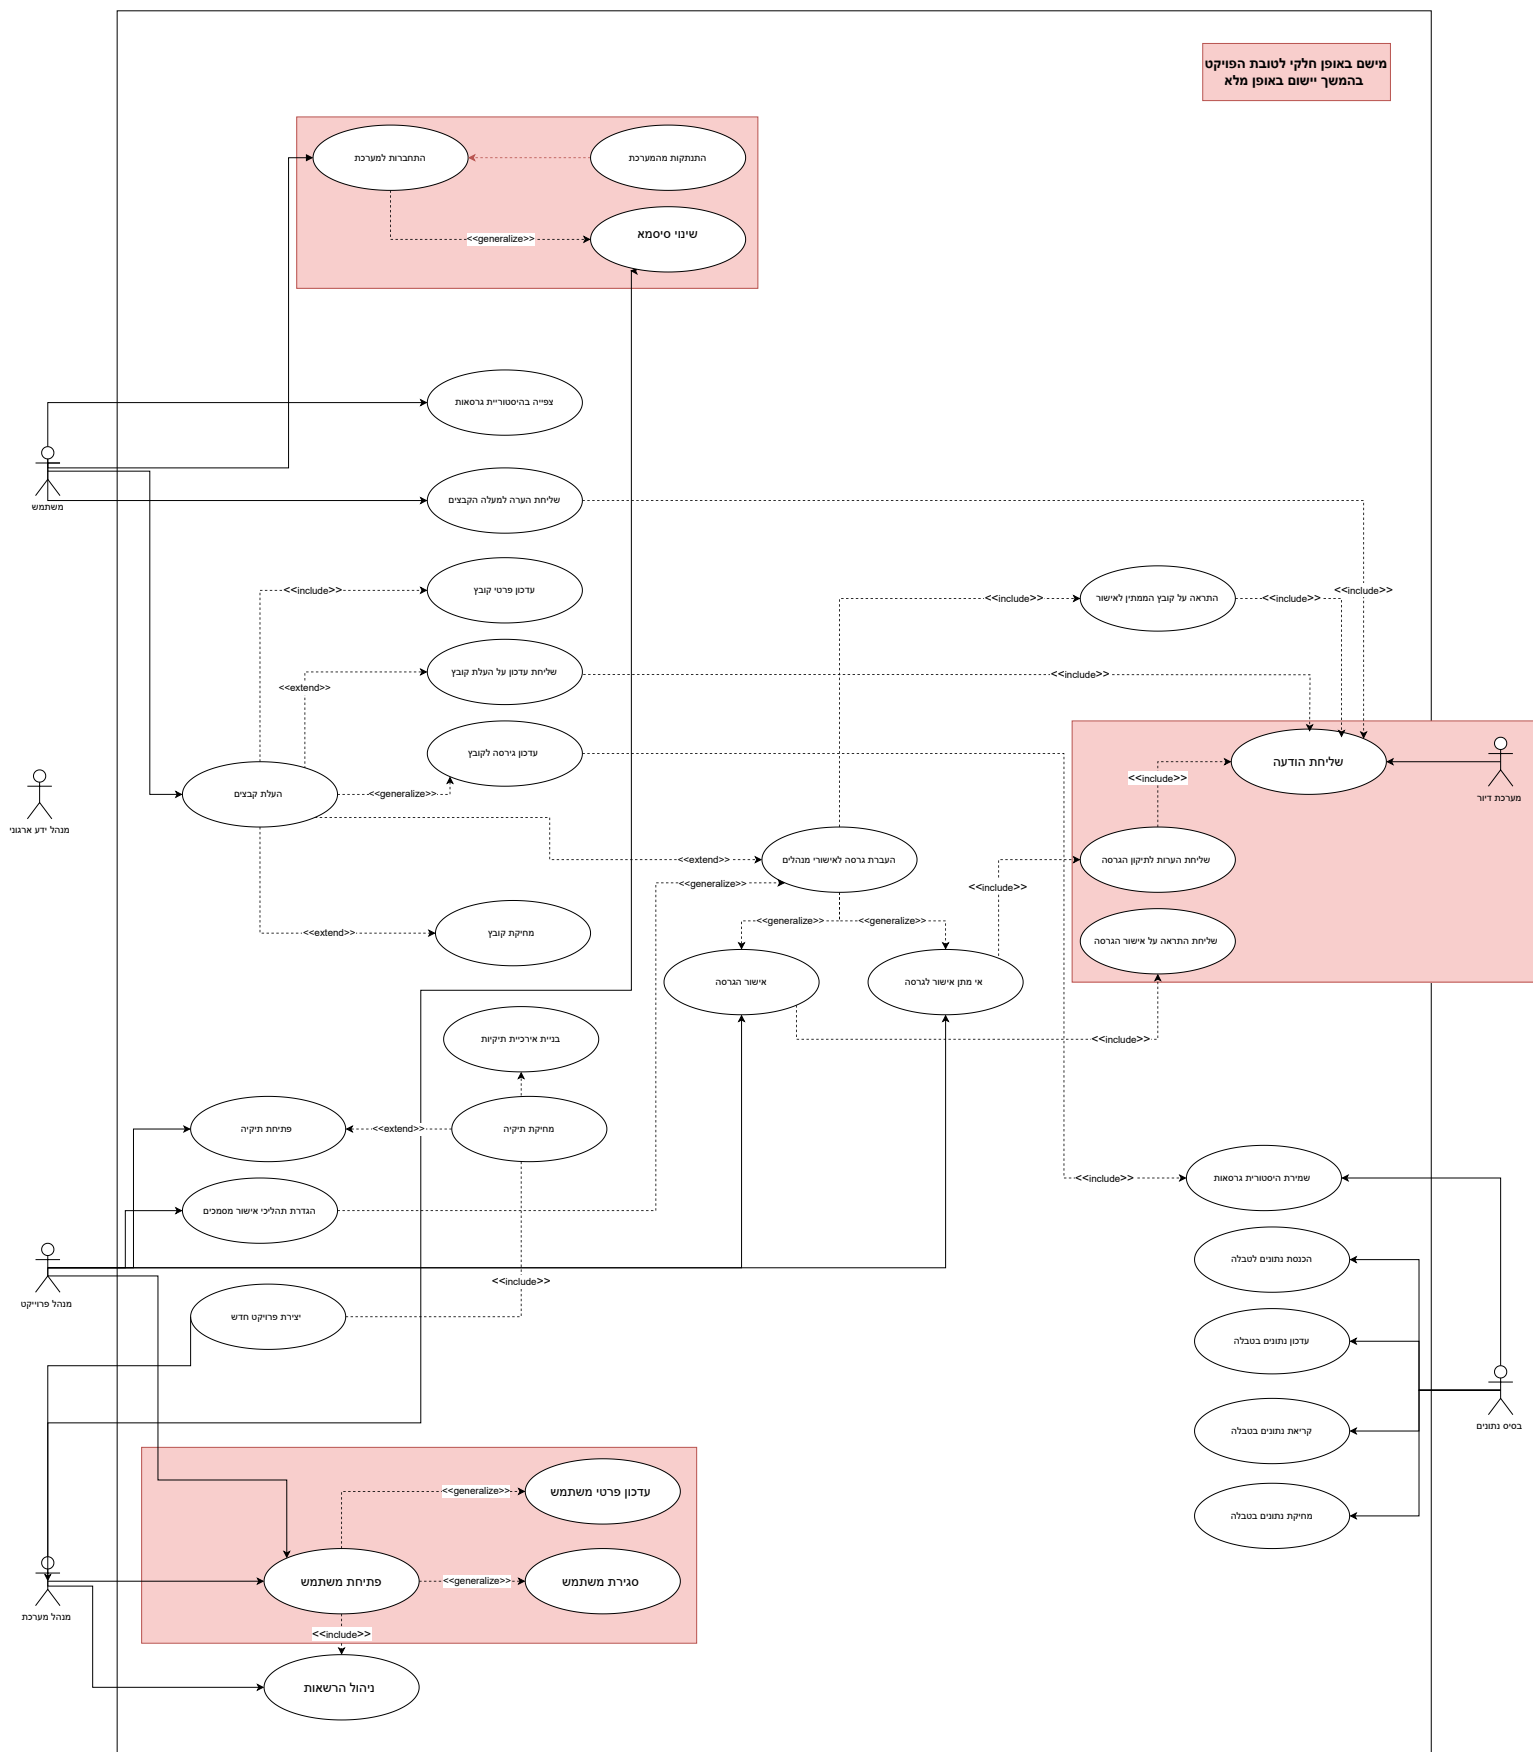 מישם באופן חלקי לטובת הפויקט
בהמשך יישום באופן מלא
התחברות למערכת
התנתקות מהמערכת
<<generalize>>
שינוי סיסמא
צפייה בהיסטוריית גרסאות
משתמש
שליחת הערה למעלה הקבצים
<<include>>
עדכון פרטי קובץ
<<include>>
התראה על קובץ הממתין לאישור
<<include>>
<<include>>
<<extend>>
שליחת עדכון על העלת קובץ
<<include>>
עדכון גירסה לקובץ
שליחת הודעה
<<include>>
מערכת דיור
מנהל ידע ארגוני
העלת קבצים
<<generalize>>
<<extend>>
העברת גרסה לאישורי מנהלים
שליחת הערות לתיקון הגרסה
<<generalize>>
<<include>>
<<generalize>>
<<generalize>>
<<extend>>
מחיקת קובץ
שליחת התראה על אישור הגרסה
אישור הגרסה
אי מתן אישור לגרסה
<<include>>
בניית אירכיית תיקיות
פתיחת תיקיה
<<extend>>
מחיקת תיקיה
<<include>>
שמירת היסטורית גרסאות
הגדרת תהליכי אישור מסמכים
הכנסת נתונים לטבלה
<<include>>
מנהל פרוייקט
יצירת פרויקט חדש
עדכון נתונים בטבלה
בסיס נתונים
קריאת נתונים בטבלה
<<generalize>>
עדכון פרטי משתמש
מחיקת נתונים בטבלה
פתיחת משתמש
<<generalize>>
סגירת משתמש
מנהל מערכת
<<include>>
ניהול הרשאות